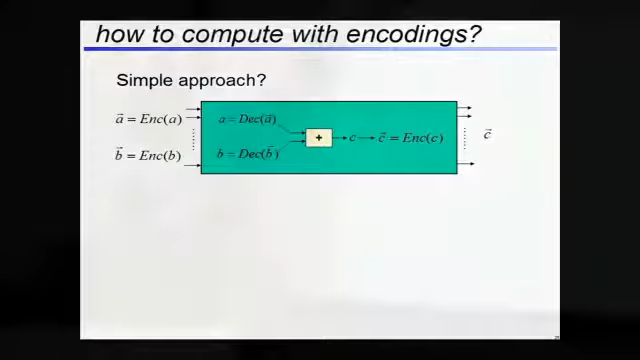 how to compute with encodings?
Simple approach?
a⃗ = Enc(a)
a = Dec(a⃗)
+
c
c⃗ = Enc(c)
c⃗
b⃗ = Enc(b)
b = Dec(b⃗)